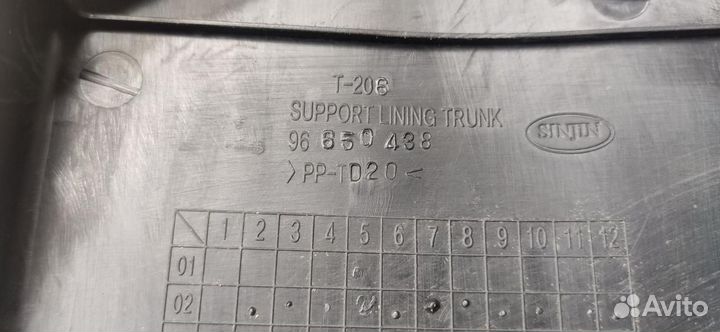 T-206
SUPPORT LINING TRUNK
96 650 438
SINJIN
>PP-TD20<
1 2 3 4 5 6 7 8 9 10 11 12
01
02
Avito